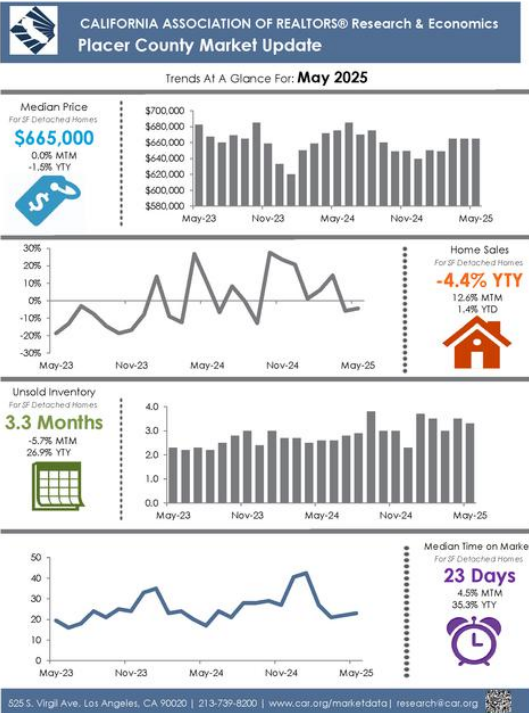 CALIFORNIA ASSOCIATION OF REALTORS® Research & Economics
Placer County Market Update
Trends At A Glance For: May 2025
Median Price
For SF Detached Homes
$665,000
0.0% MTM
-1.5% YTY
$
$700,000
$680,000
$660,000
$640,000
$620,000
$600,000
$580,000
May-23 Nov-23 May-24 Nov-24 May-25
30%
20%
10%
0%
-10%
-20%
-30%
May-23 Nov-23 May-24 Nov-24 May-25
Home Sales
For SF Detached Homes
-4.4% YTY
12.6% MTM
1.4% YTD
Unsold Inventory
For SF Detached Homes
3.3 Months
-5.7% MTM
26.9% YTY
4.0
3.0
2.0
1.0
0.0
May-23 Nov-23 May-24 Nov-24 May-25
50
40
30
20
10
0
May-23 Nov-23 May-24 Nov-24 May-25
Median Time on Marke
For SF Detached Homes
23 Days
4.5% MTM
35.3% YTY
525 S. Virgil Ave. Los Angeles, CA 90020 | 213-739-8200 | www.car.org/marketdata | research@car.org